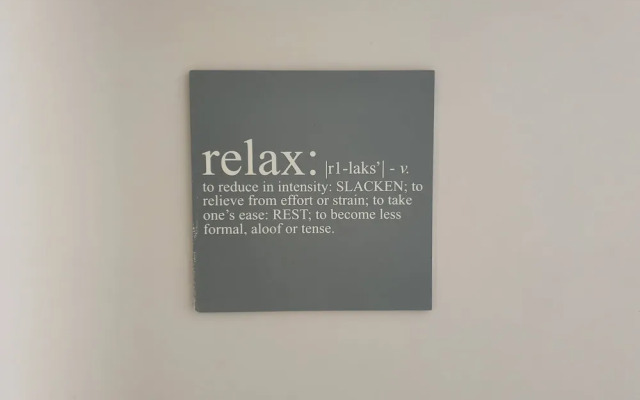 relax: |r1-laks’| - v.
to reduce in intensity: SLACKEN; to
relieve from effort or strain; to take
one’s ease: REST; to become less
formal, aloof or tense.